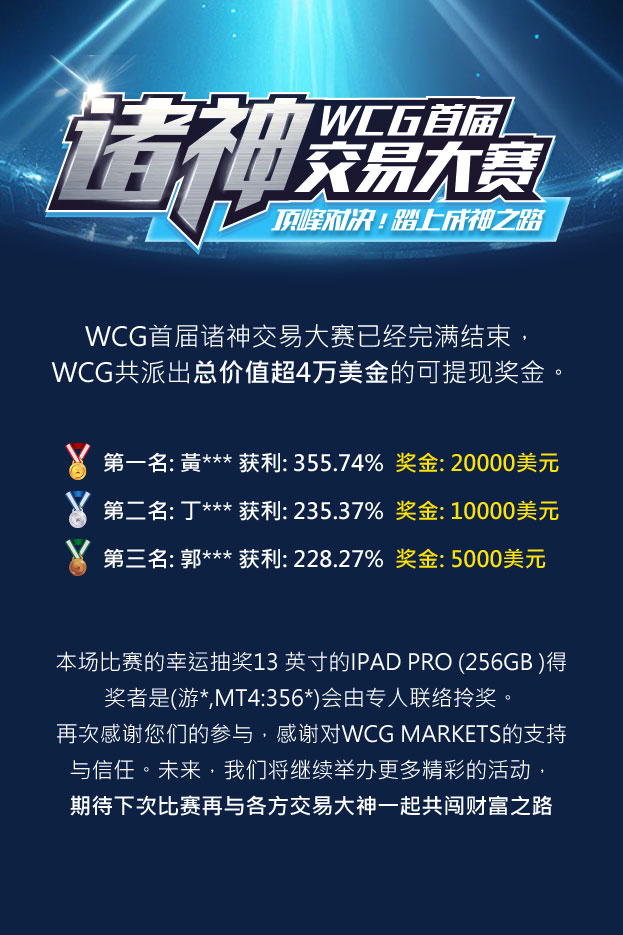 诸神
WCG首届
交易大赛
顶峰对决!踏上成神之路
WCG首届诸神交易大赛已经完满结束，
WCG共派出总价值超4万美金的可提现奖金。
第一名: 黃*** 获利: 355.74% 奖金: 20000美元
第二名: 丁*** 获利: 235.37% 奖金: 10000美元
第三名: 郭*** 获利: 228.27% 奖金: 5000美元
本场比赛的幸运抽奖13 英寸的IPAD PRO (256GB )得
奖者是(游*,MT4:356*)会由专人联络拎奖。
再次感谢您们的参与，感谢对WCG MARKETS的支持
与信任。未来，我们将继续举办更多精彩的活动，
期待下次比赛再与各方交易大神一起共闯财富之路